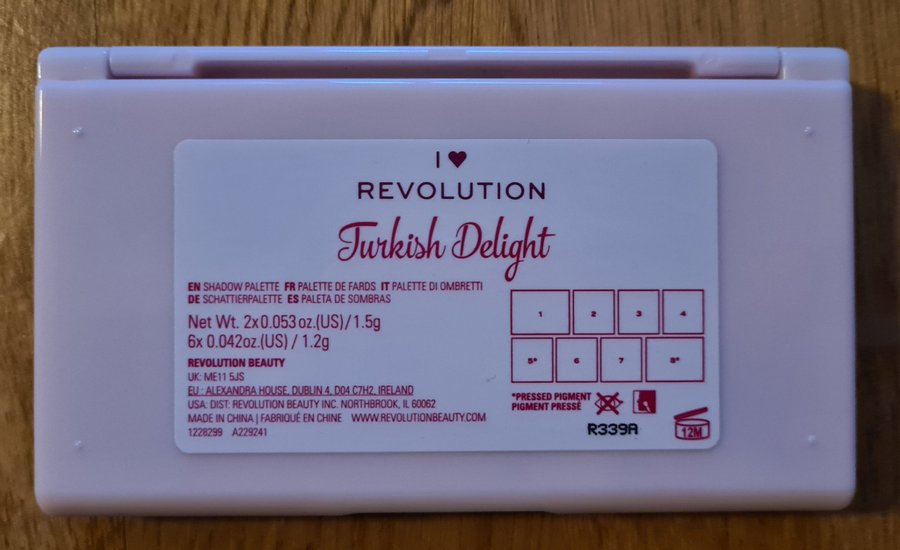 I ♥
REVOLUTION
Turkish Delight
EN SHADOW PALETTE FR PALETTE DE FARDS IT PALETTE DI OMBRETTI
DE SCHATTIERPALETTE ES PALETA DE SOMBRAS
Net Wt. 2x0.053oz.(US)/1.5g
6x 0.042oz.(US) / 1.2g
REVOLUTION BEAUTY
UK: ME11 5JS
EU : ALEXANDRA HOUSE, DUBLIN 4, D04 C7H2, IRELAND
USA: DIST: REVOLUTION BEAUTY INC. NORTHBROOK, IL 60062
MADE IN CHINA | FABRIQUÉ EN CHINE WWW.REVOLUTIONBEAUTY.COM
1228299 A229241
1 2 3 4
5* 6 7 8*
*PRESSED PIGMENT
PIGMENT PRESSÉ
R339A
12M